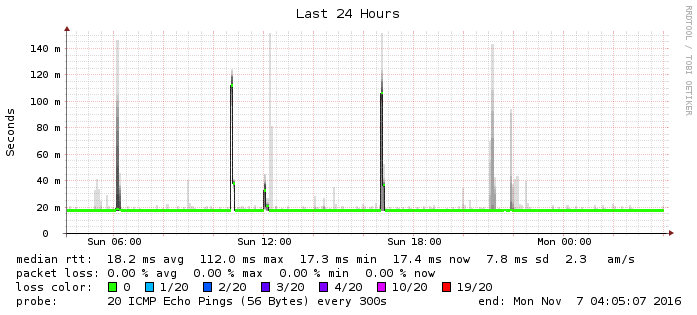 Last 24 Hours
RRDTOOL / TOBI OETIKER
Seconds
140 m
120 m
100 m
80 m
60 m
40 m
20 m
0
Sun 06:00 Sun 12:00 Sun 18:00 Mon 00:00
median rtt: 18.2 ms avg 112.0 ms max 17.3 ms min 17.4 ms now 7.8 ms sd 2.3 am/s
packet loss: 0.00 % avg 0.00 % max 0.00 % min 0.00 % now
loss color: 0 1/20 2/20 3/20 4/20 10/20 19/20
probe: 20 ICMP Echo Pings (56 Bytes) every 300s end: Mon Nov 7 04:05:07 2016